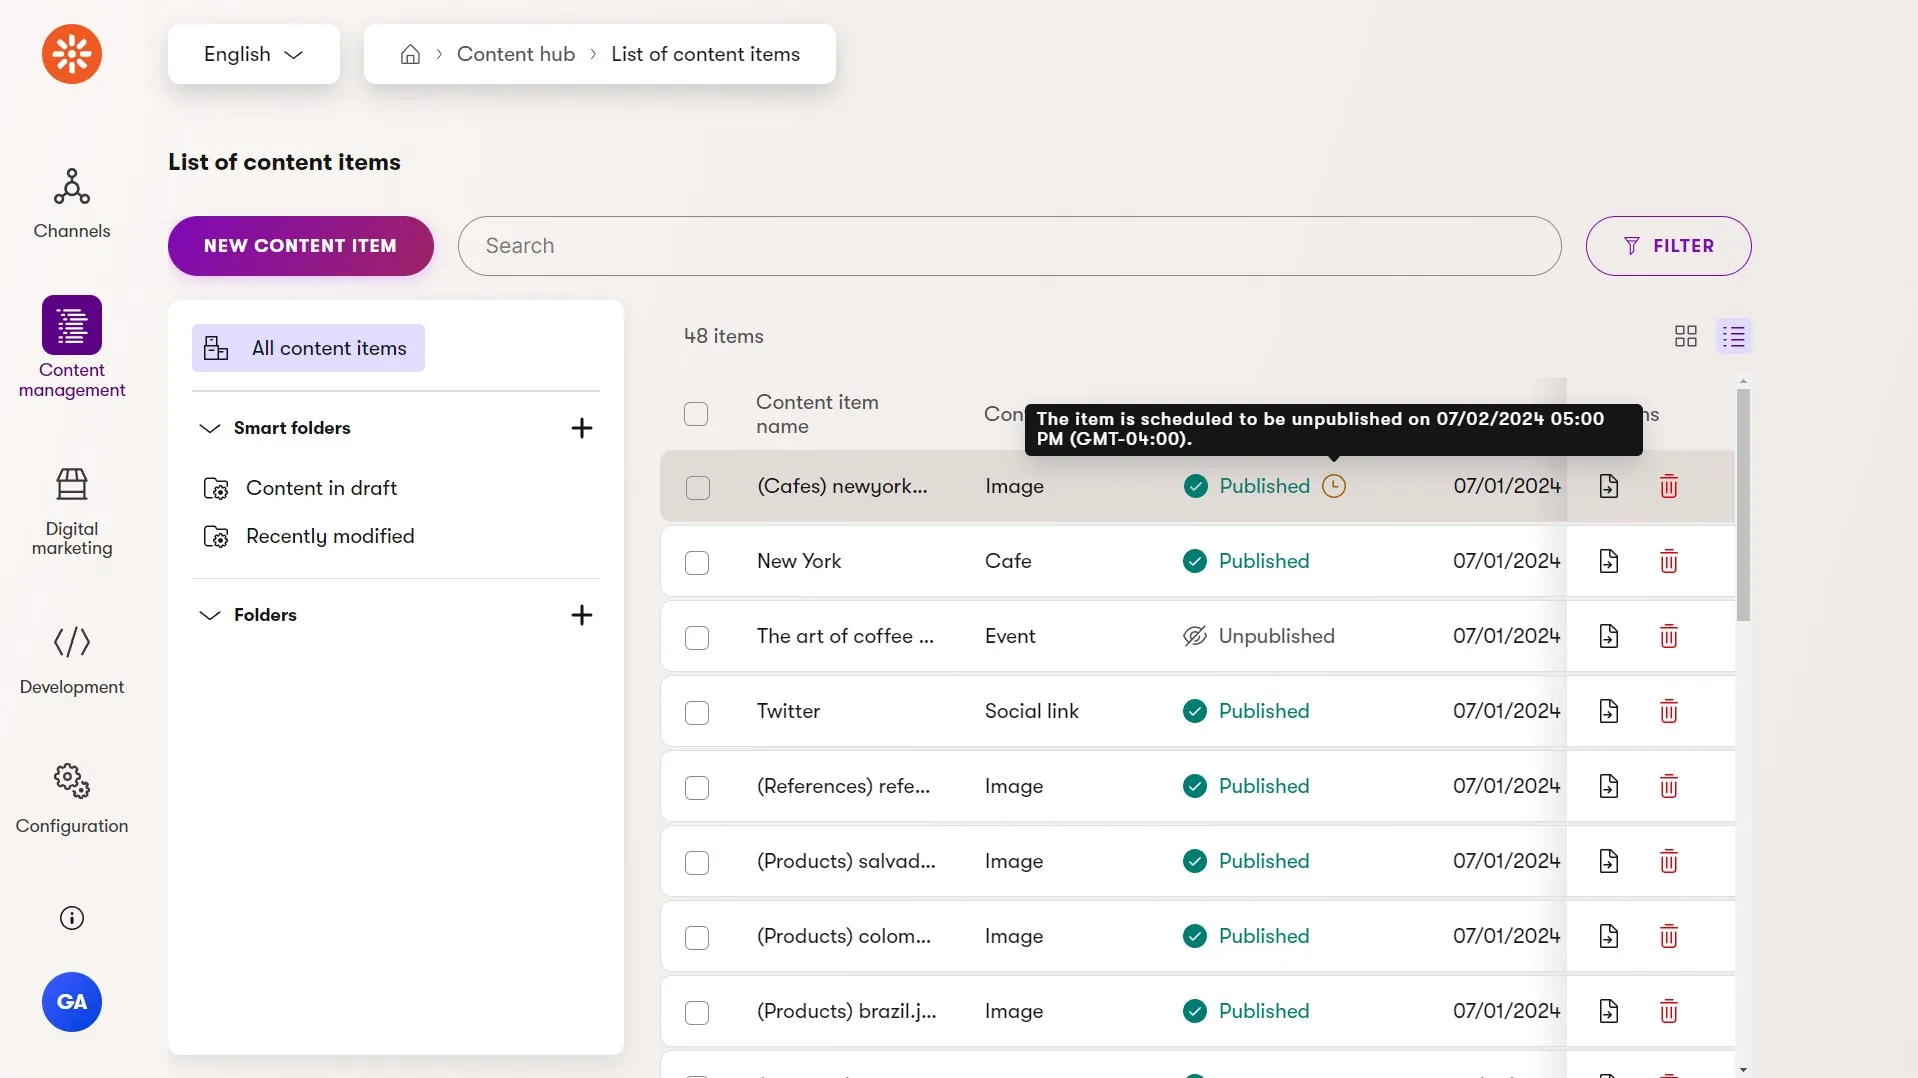 English
Content hub
List of content items
List of content items
NEW CONTENT ITEM
Search
FILTER
Channels
Content
management
Digital
marketing
Development
Configuration
GA
All content items
Smart folders
Content in draft
Recently modified
Folders
48 items
Content item
name
The item is scheduled to be unpublished on 07/02/2024 05:00
PM (GMT-04:00).
(Cafes) newyork... Image Published 07/01/2024
New York Cafe Published 07/01/2024
The art of coffee ... Event Unpublished 07/01/2024
Twitter Social link Published 07/01/2024
(References) refe... Image Published 07/01/2024
(Products) salvad... Image Published 07/01/2024
(Products) colom... Image Published 07/01/2024
(Products) brazil.j... Image Published 07/01/2024